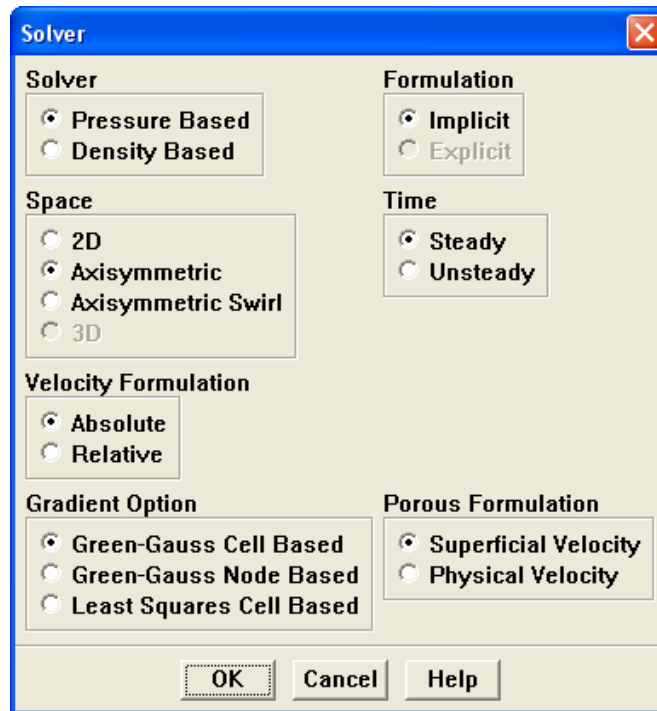 Solver
Solver
Pressure Based
Density Based
Formulation
Implicit
Explicit
Space
2D
Axisymmetric
Axisymmetric Swirl
3D
Time
Steady
Unsteady
Velocity Formulation
Absolute
Relative
Gradient Option
Green-Gauss Cell Based
Green-Gauss Node Based
Least Squares Cell Based
Porous Formulation
Superficial Velocity
Physical Velocity
OK
Cancel
Help